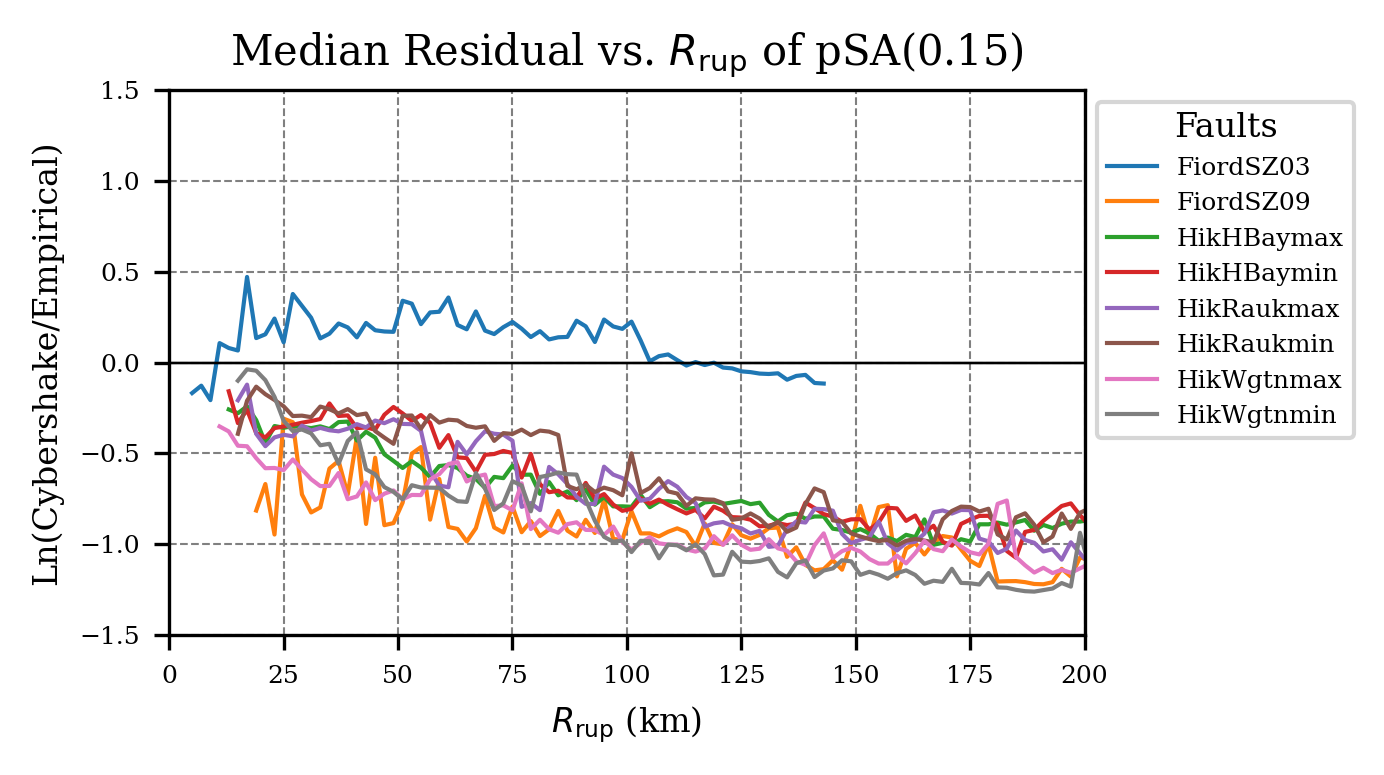 Median Residual vs. R_rup of pSA(0.15)
Ln(Cybershake/Empirical)
1.5
1.0
0.5
0.0
−0.5
−1.0
−1.5
0 25 50 75 100 125 150 175 200
R_rup (km)
Faults
FiordSZ03
FiordSZ09
HikHBaymax
HikHBaymin
HikRaukmax
HikRaukmin
HikWgtnmax
HikWgtnmin